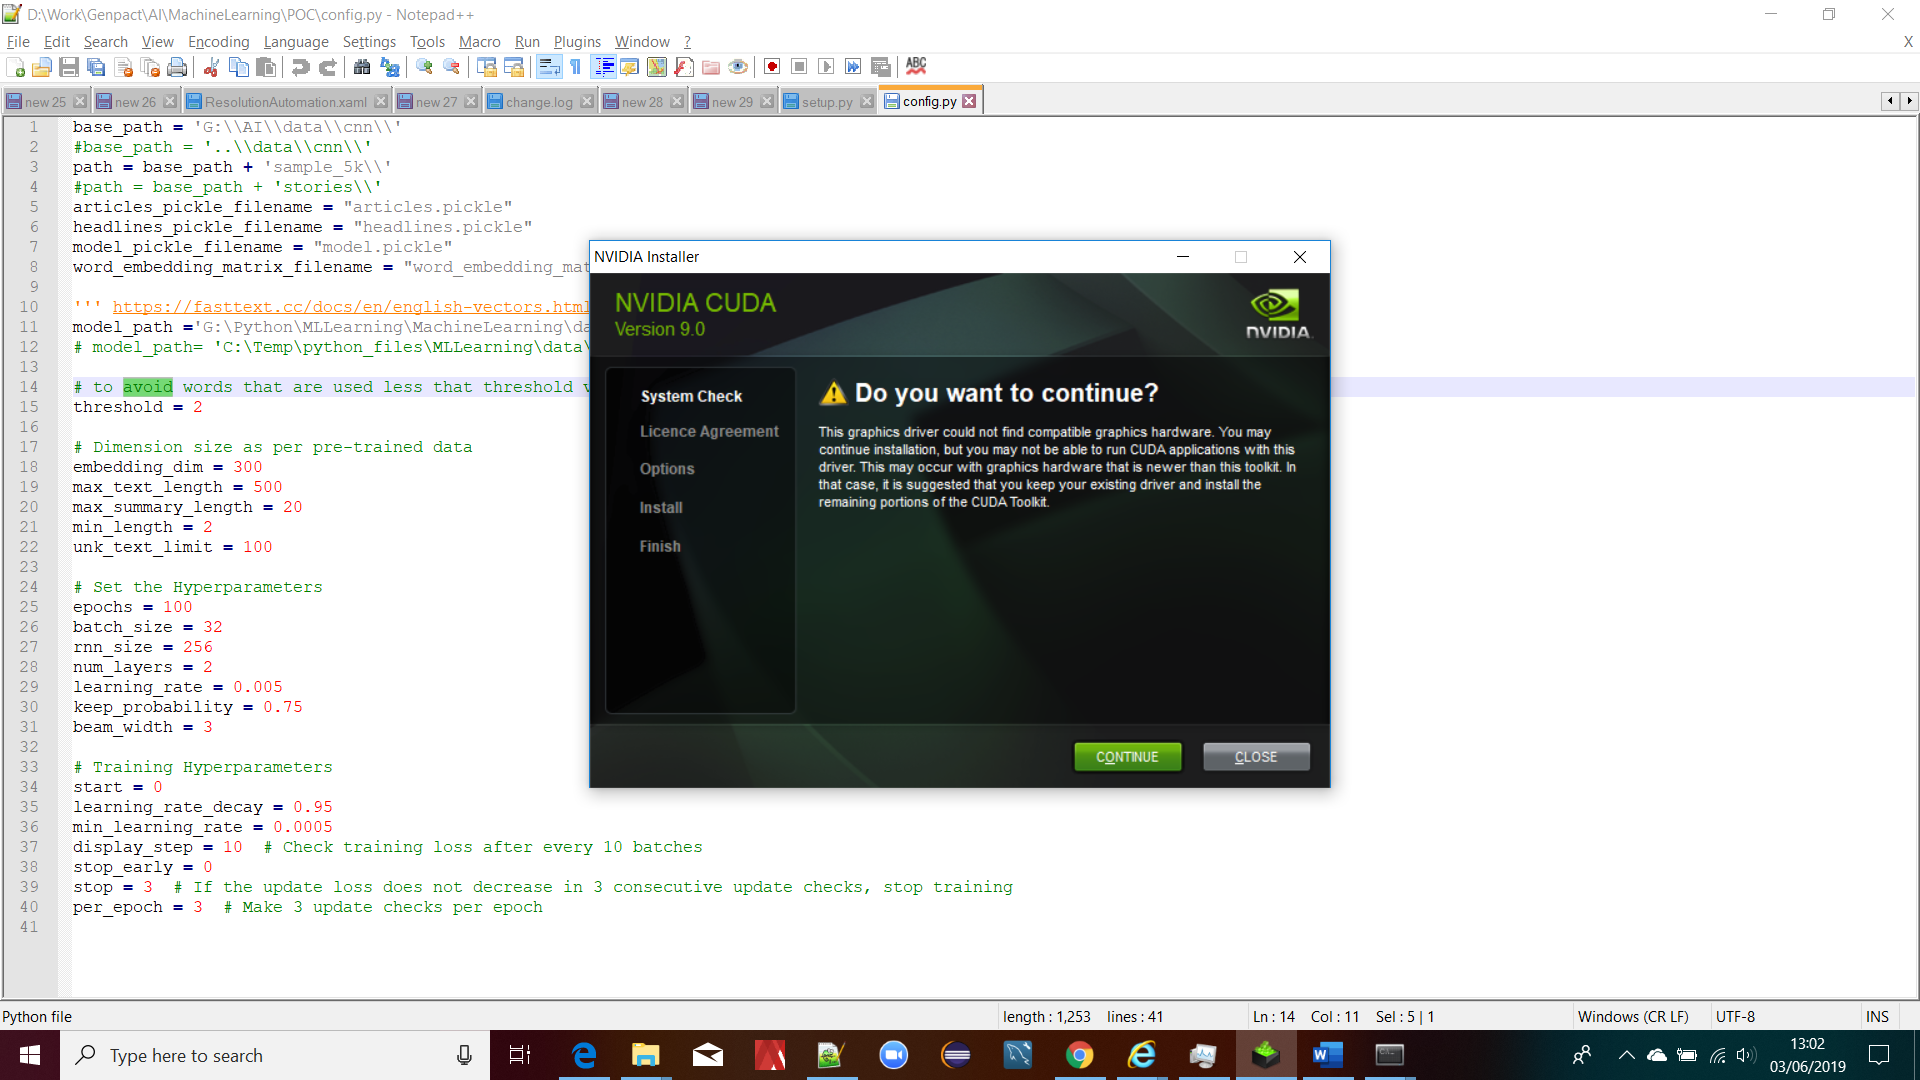 D:\Work\Genpact\AI\MachineLearning\POC\config.py - Notepad++
File Edit Search View Encoding Language Settings Tools Macro Run Plugins Window ? X
ABC
new 25 new 26 ResolutionAutomation.xaml new 27 change.log new 28 new 29 setup.py config.py
1 base_path = 'G:\\AI\\data\\cnn\\'
2 #base_path = '..\\data\\cnn\\'
3 path = base_path + 'sample_5k\\'
4 #path = base_path + 'stories\\'
5 articles_pickle_filename = "articles.pickle"
6 headlines_pickle_filename = "headlines.pickle"
7 model_pickle_filename = "model.pickle"
8 word_embedding_matrix_filename = "word_embedding_mat
9
10 ''' https://fasttext.cc/docs/en/english-vectors.html
11 model_path ='G:\Python\MLLearning\MachineLearning\da
12 # model_path= 'C:\Temp\python_files\MLLearning\data\
13
14 # to avoid words that are used less that threshold v
15 threshold = 2
16
17 # Dimension size as per pre-trained data
18 embedding_dim = 300
19 max_text_length = 500
20 max_summary_length = 20
21 min_length = 2
22 unk_text_limit = 100
23
24 # Set the Hyperparameters
25 epochs = 100
26 batch_size = 32
27 rnn_size = 256
28 num_layers = 2
29 learning_rate = 0.005
30 keep_probability = 0.75
31 beam_width = 3
32
33 # Training Hyperparameters
34 start = 0
35 learning_rate_decay = 0.95
36 min_learning_rate = 0.0005
37 display_step = 10  # Check training loss after every 10 batches
38 stop_early = 0
39 stop = 3  # If the update loss does not decrease in 3 consecutive update checks, stop training
40 per_epoch = 3  # Make 3 update checks per epoch
41
NVIDIA Installer
NVIDIA CUDA
Version 9.0
NVIDIA.
System Check
Licence Agreement
Options
Install
Finish
Do you want to continue?
This graphics driver could not find compatible graphics hardware. You may
continue installation, but you may not be able to run CUDA applications with this
driver. This may occur with graphics hardware that is newer than this toolkit. In
that case, it is suggested that you keep your existing driver and install the
remaining portions of the CUDA Toolkit.
CONTINUE CLOSE
Python file length : 1,253 lines : 41 Ln : 14 Col : 11 Sel : 5 | 1 Windows (CR LF) UTF-8 INS
Type here to search
13:02
03/06/2019